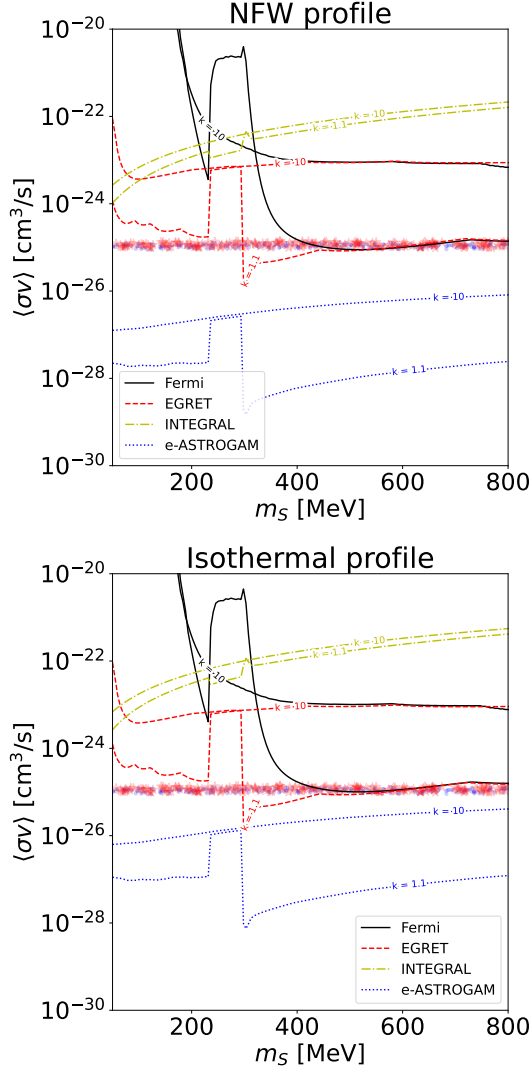 NFW profile
10⁻²⁰
10⁻²²
10⁻²⁴
10⁻²⁶
10⁻²⁸
10⁻³⁰
⟨σv⟩ [cm³/s]
k = -10
k = -10
k = 1.1
k = -10
k = 1.1
k = -10
k = 1.1
Fermi
EGRET
INTEGRAL
e-ASTROGAM
200 400 600 800
m_S [MeV]
Isothermal profile
10⁻²⁰
10⁻²²
10⁻²⁴
10⁻²⁶
10⁻²⁸
10⁻³⁰
⟨σv⟩ [cm³/s]
k = -10
k = -10
k = 1.1
k = -10
k = 1.1
k = -10
k = 1.1
Fermi
EGRET
INTEGRAL
e-ASTROGAM
200 400 600 800
m_S [MeV]